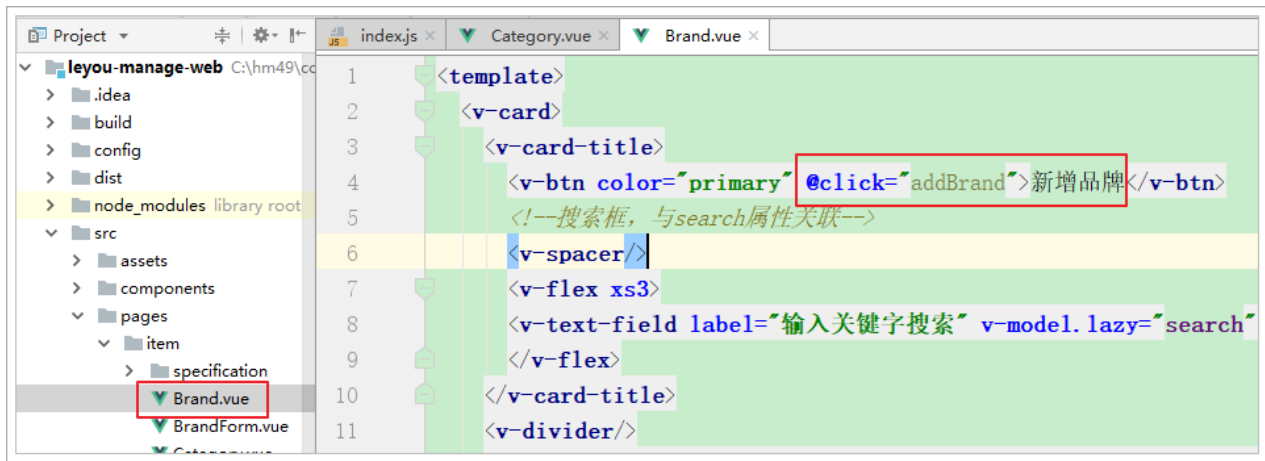 Project
index.js
Category.vue
Brand.vue
leyou-manage-web C:\hm49\cc
.idea
build
config
dist
node_modules library root
src
assets
components
pages
item
specification
Brand.vue
BrandForm.vue
Category.vue
1 <template>
2 <v-card>
3 <v-card-title>
4 <v-btn color="primary" @click="addBrand">新增品牌</v-btn>
5 <!--搜索框，与search属性关联-->
6 <v-spacer/>
7 <v-flex xs3>
8 <v-text-field label="输入关键字搜索" v-model.lazy="search"
9 </v-flex>
10 </v-card-title>
11 <v-divider/>